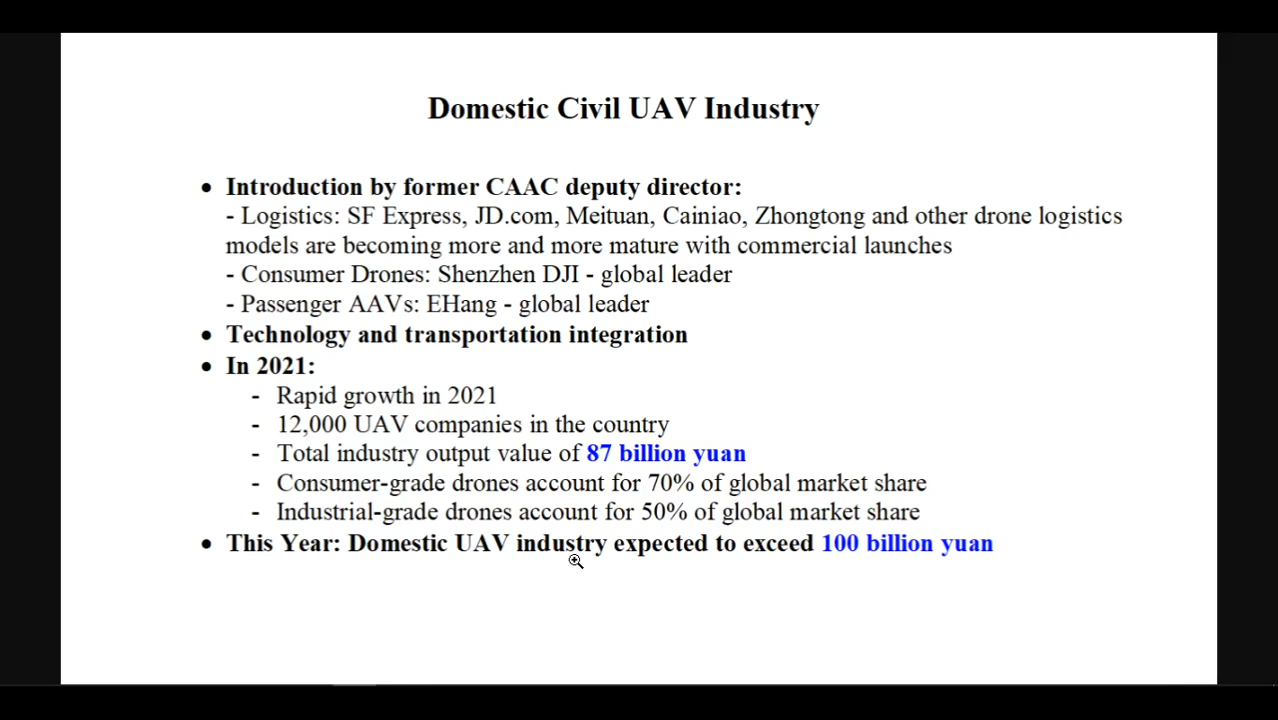 Domestic Civil UAV Industry
• Introduction by former CAAC deputy director:
- Logistics: SF Express, JD.com, Meituan, Cainiao, Zhongtong and other drone logistics
models are becoming more and more mature with commercial launches
- Consumer Drones: Shenzhen DJI - global leader
- Passenger AAVs: EHang - global leader
• Technology and transportation integration
• In 2021:
- Rapid growth in 2021
- 12,000 UAV companies in the country
- Total industry output value of 87 billion yuan
- Consumer-grade drones account for 70% of global market share
- Industrial-grade drones account for 50% of global market share
• This Year: Domestic UAV industry expected to exceed 100 billion yuan